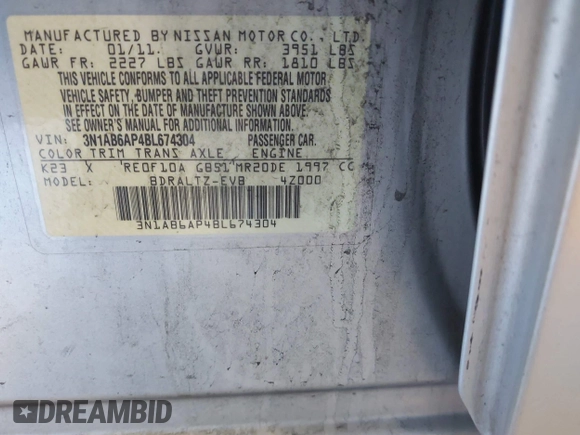 MANUFACTURED BY NISSAN MOTOR CO., LTD.
DATE: 01/11. GVWR: 3951 LBS
GAWR FR: 2227 LBS GAWR RR: 1810 LBS
THIS VEHICLE CONFORMS TO ALL APPLICABLE FEDERAL MOTOR
VEHICLE SAFETY, BUMPER AND THEFT PREVENTION STANDARDS
IN EFFECT ON THE DATE OF MANUFACTURE SHOWN ABOVE.
SEE OWNER'S MANUAL FOR ADDITIONAL INFORMATION.
VIN: 3N1AB6AP4BL674304 PASSENGER CAR.
COLOR TRIM TRANS AXLE ENGINE
K23 X RE0F10A GB51 MR20DE 1997 CC
MODEL: BDRALTZ-EVB 4Z000
3N1AB6AP4BL674304
DREAMBID